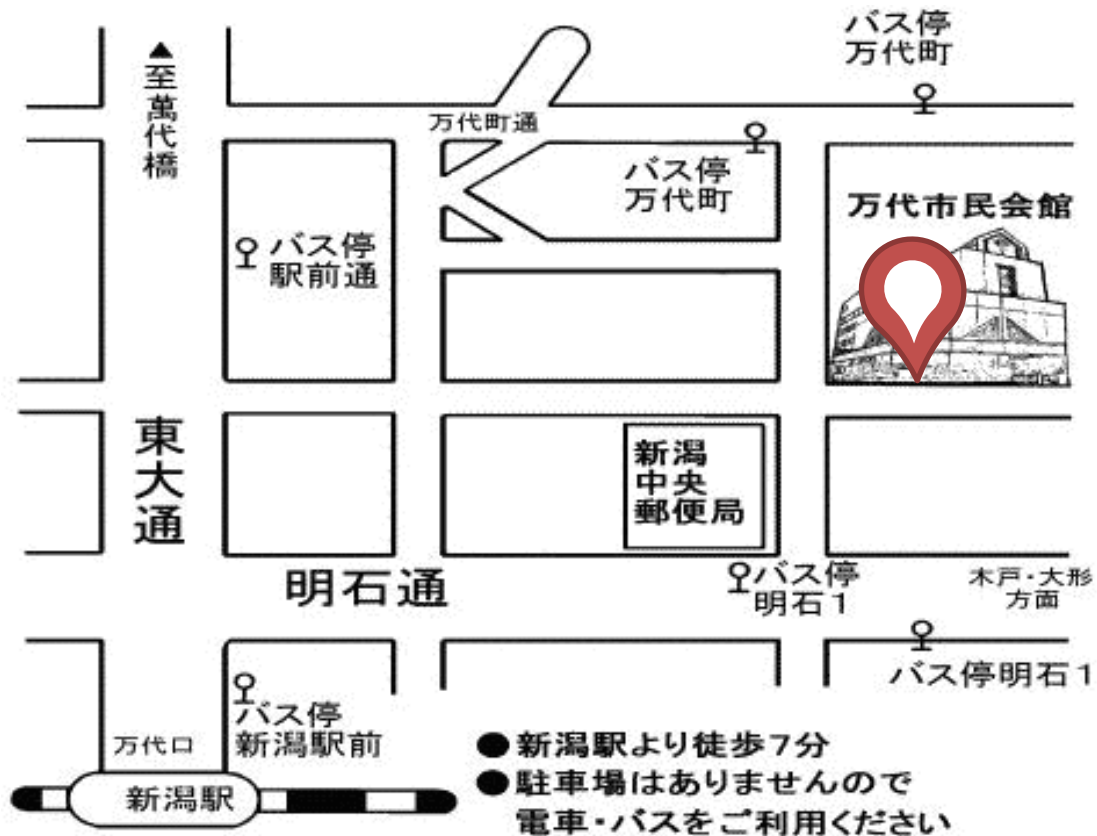 バス停
万代町
▲至萬代橋
万代町通
バス停
万代町
万代市民会館
バス停
駅前通
東大通
新潟
中央
郵便局
明石通
バス停
明石1
木戸・大形
方面
バス停明石1
バス停
新潟駅前
万代口
新潟駅
●新潟駅より徒歩7分
●駐車場はありませんので
電車・バスをご利用ください